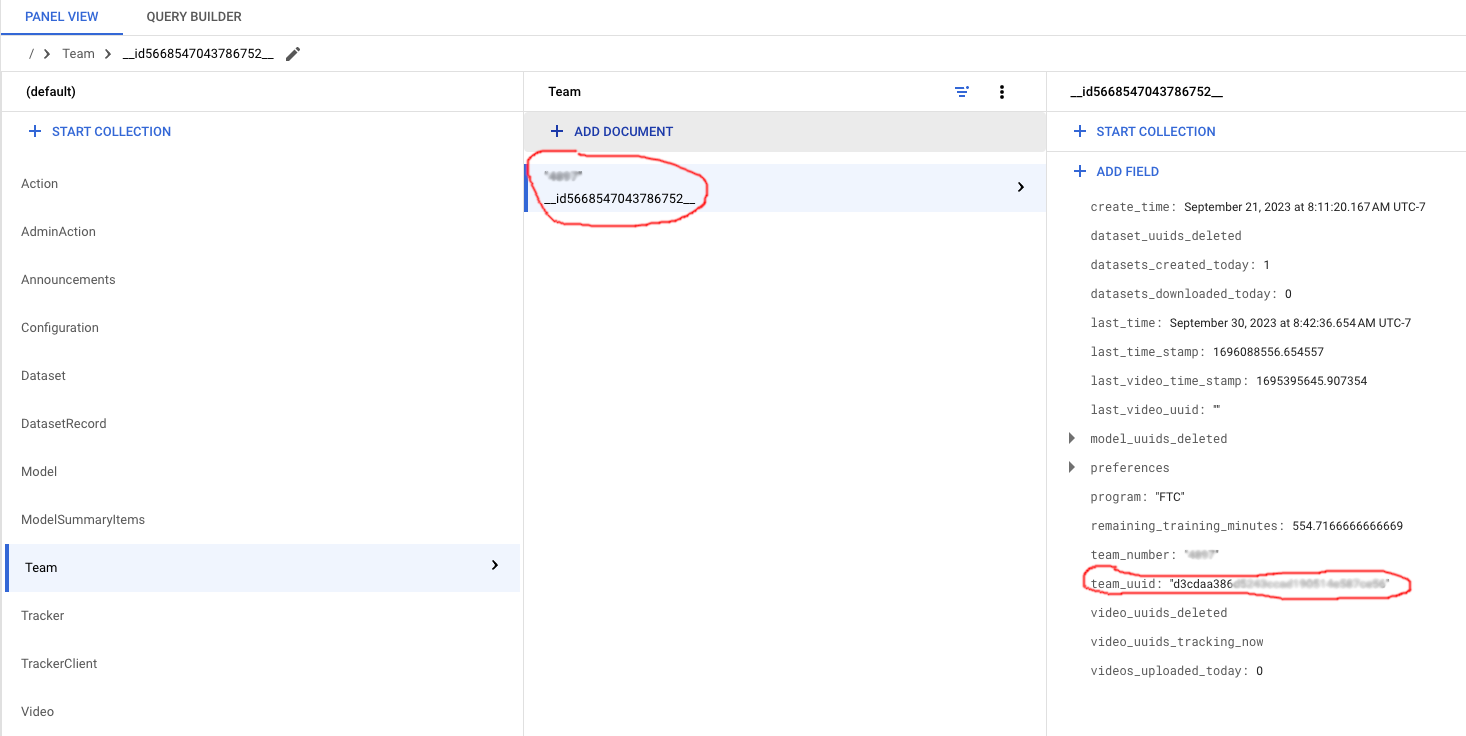 PANEL VIEW
QUERY BUILDER
/ Team __id5668547043786752__
(default)
START COLLECTION
Action
AdminAction
Announcements
Configuration
Dataset
DatasetRecord
Model
ModelSummaryItems
Team
Tracker
TrackerClient
Video
Team
ADD DOCUMENT
__id5668547043786752__
__id5668547043786752__
START COLLECTION
ADD FIELD
create_time: September 21, 2023 at 8:11:20.167 AM UTC-7
dataset_uuids_deleted
datasets_created_today: 1
datasets_downloaded_today: 0
last_time: September 30, 2023 at 8:42:36.654 AM UTC-7
last_time_stamp: 1696088556.654557
last_video_time_stamp: 1695395645.907354
last_video_uuid: ""
model_uuids_deleted
preferences
program: "FTC"
remaining_training_minutes: 554.7166666666669
team_number:
team_uuid: "d3cdaa386
video_uuids_deleted
video_uuids_tracking_now
videos_uploaded_today: 0